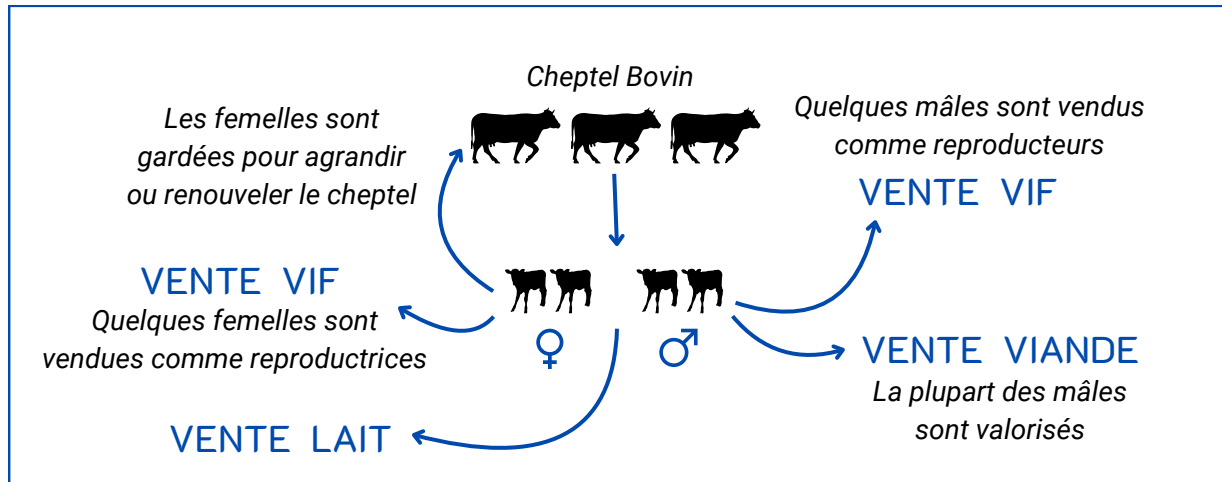 Cheptel Bovin
Les femelles sont
gardées pour agrandir
ou renouveler le cheptel
Quelques mâles sont vendus
comme reproducteurs
VENTE VIF
VENTE VIF
Quelques femelles sont
vendues comme reproductrices
VENTE VIANDE
La plupart des mâles
sont valorisés
VENTE LAIT